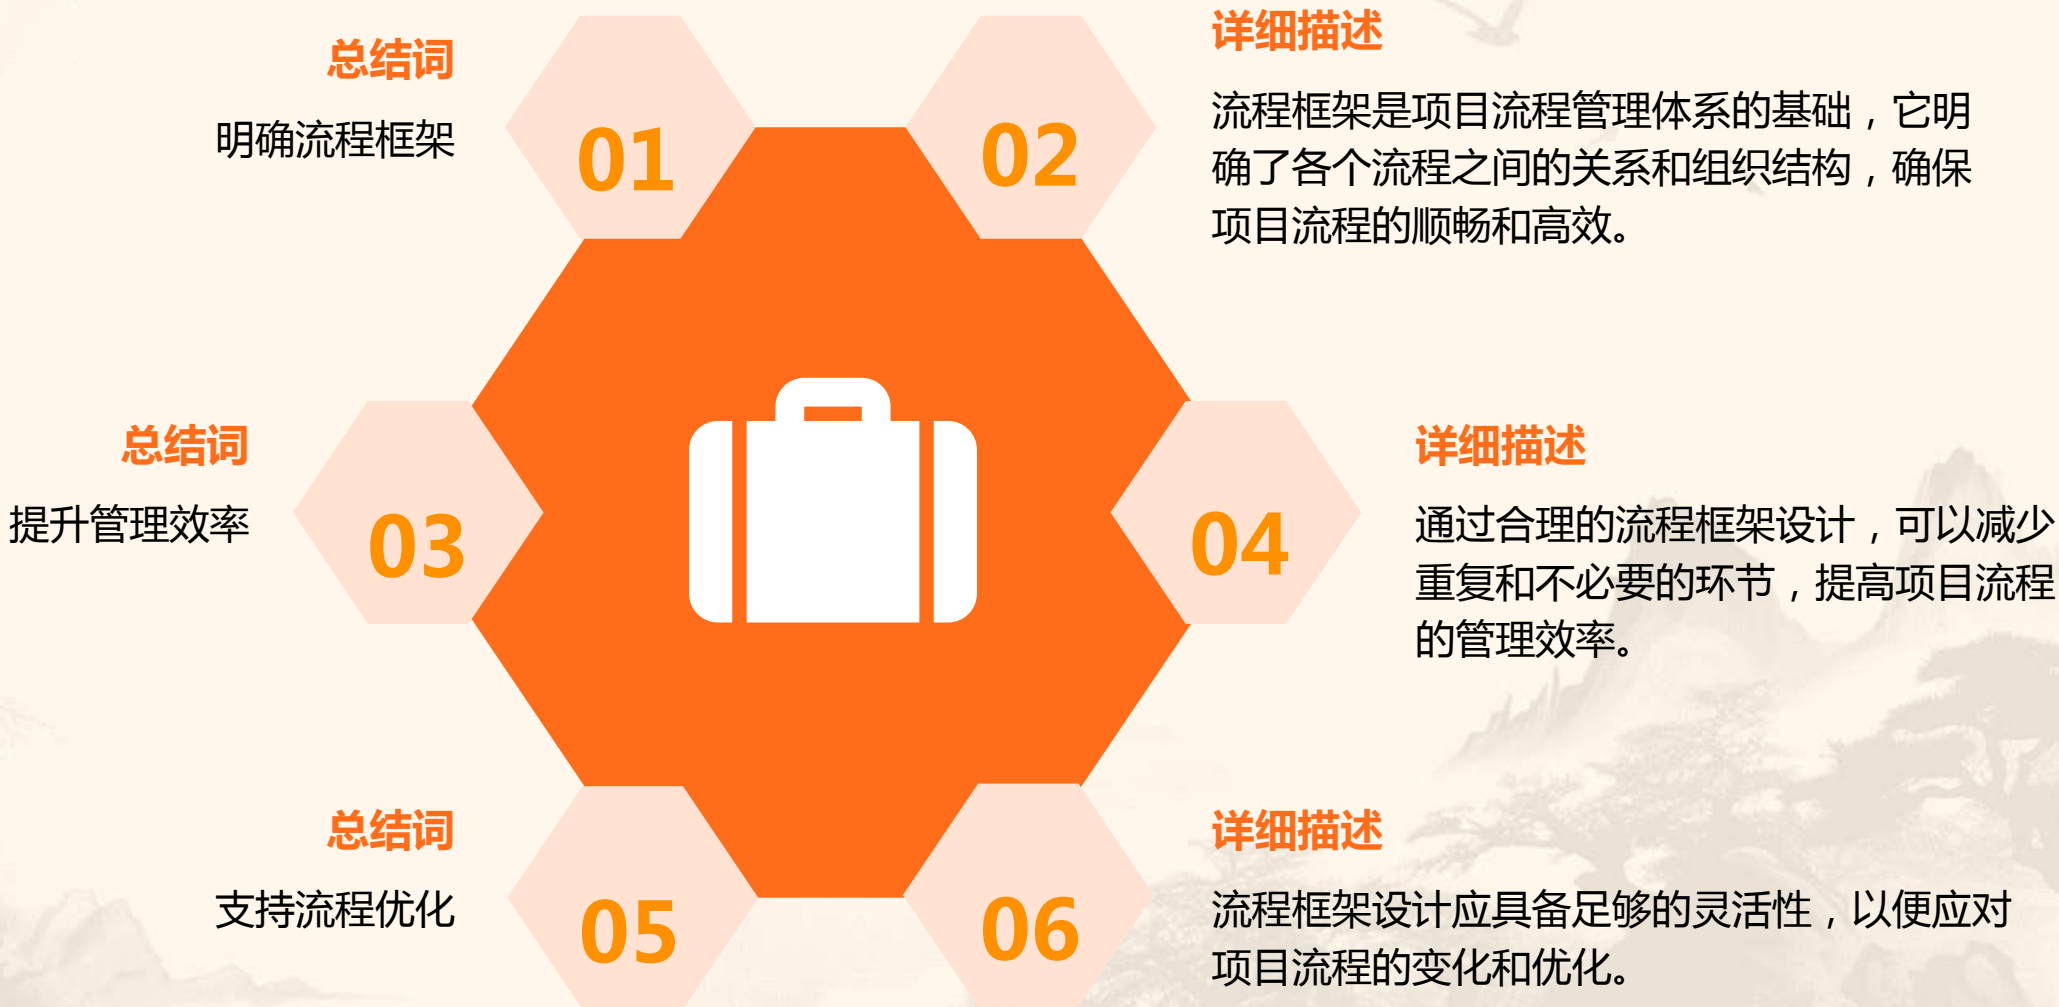 总结词
明确流程框架
01
02
详细描述
流程框架是项目流程管理体系的基础，它明
确了各个流程之间的关系和组织结构，确保
项目流程的顺畅和高效。
总结词
提升管理效率
03
04
详细描述
通过合理的流程框架设计，可以减少
重复和不必要的环节，提高项目流程
的管理效率。
总结词
支持流程优化
05
06
详细描述
流程框架设计应具备足够的灵活性，以便应对
项目流程的变化和优化。